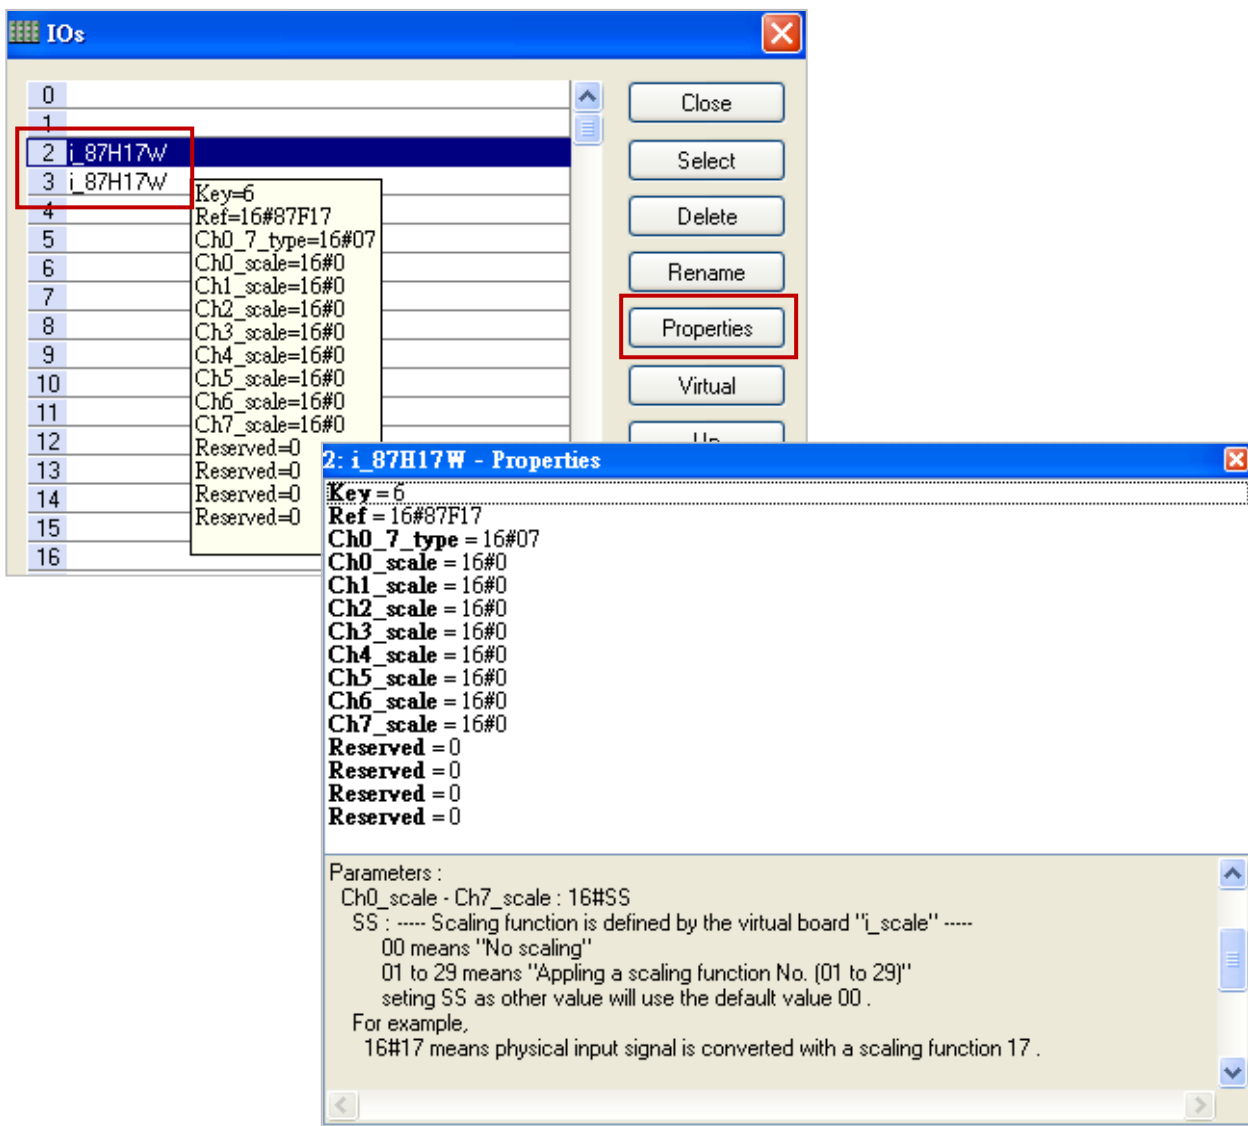 IOs
0
1
2 i_87H17W
3 i_87H17W
4
5
6
7
8
9
10
11
12
13
14
15
16
Key=6
Ref=16#87F17
Ch0_7_type=16#07
Ch0_scale=16#0
Ch1_scale=16#0
Ch2_scale=16#0
Ch3_scale=16#0
Ch4_scale=16#0
Ch5_scale=16#0
Ch6_scale=16#0
Ch7_scale=16#0
Reserved=0
Reserved=0
Reserved=0
Reserved=0
Close
Select
Delete
Rename
Properties
Virtual
Up
2: i_87H17W - Properties
Key = 6
Ref = 16#87F17
Ch0_7_type = 16#07
Ch0_scale = 16#0
Ch1_scale = 16#0
Ch2_scale = 16#0
Ch3_scale = 16#0
Ch4_scale = 16#0
Ch5_scale = 16#0
Ch6_scale = 16#0
Ch7_scale = 16#0
Reserved = 0
Reserved = 0
Reserved = 0
Reserved = 0
Parameters :
Ch0_scale - Ch7_scale : 16#SS
SS : ----- Scaling function is defined by the virtual board "i_scale" -----
00 means "No scaling"
01 to 29 means "Appling a scaling function No. (01 to 29)"
seting SS as other value will use the default value 00 .
For example,
16#17 means physical input signal is converted with a scaling function 17 .